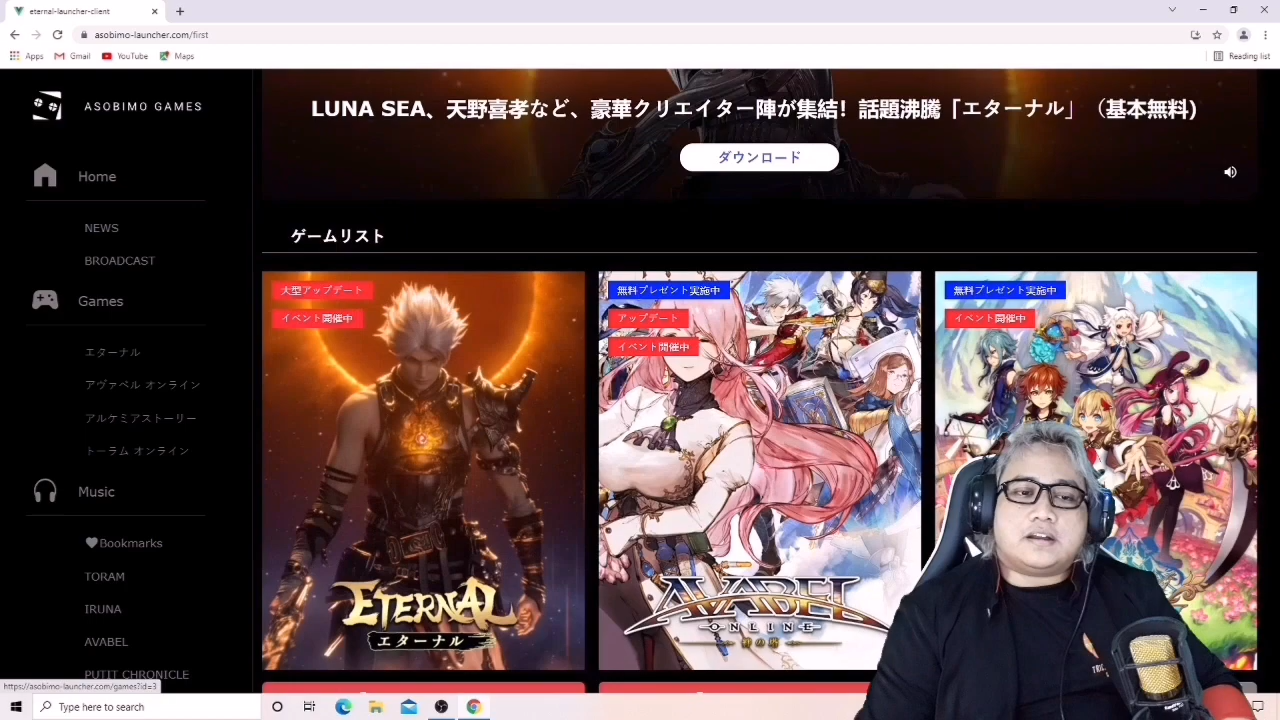 eternal-launcher-client
asobimo-launcher.com/first
Apps
Gmail
YouTube
Maps
Reading list
ASOBIMO GAMES
Home
NEWS
BROADCAST
Games
エターナル
アヴァベル オンライン
アルケミアストーリー
トーラム オンライン
Music
Bookmarks
TORAM
IRUNA
AVABEL
PUTIT CHRONICLE
LUNA SEA、天野喜孝など、豪華クリエイター陣が集結！話題沸騰「エターナル」（基本無料）
ダウンロード
ゲームリスト
大型アップデート
イベント開催中
ETERNAL
エターナル
無料プレゼント実施中
アップデート
イベント開催中
AVABEL
ONLINE
絆の塔
無料プレゼント実施中
イベント開催中
https://asobimo-launcher.com/games?id=3
Type here to search